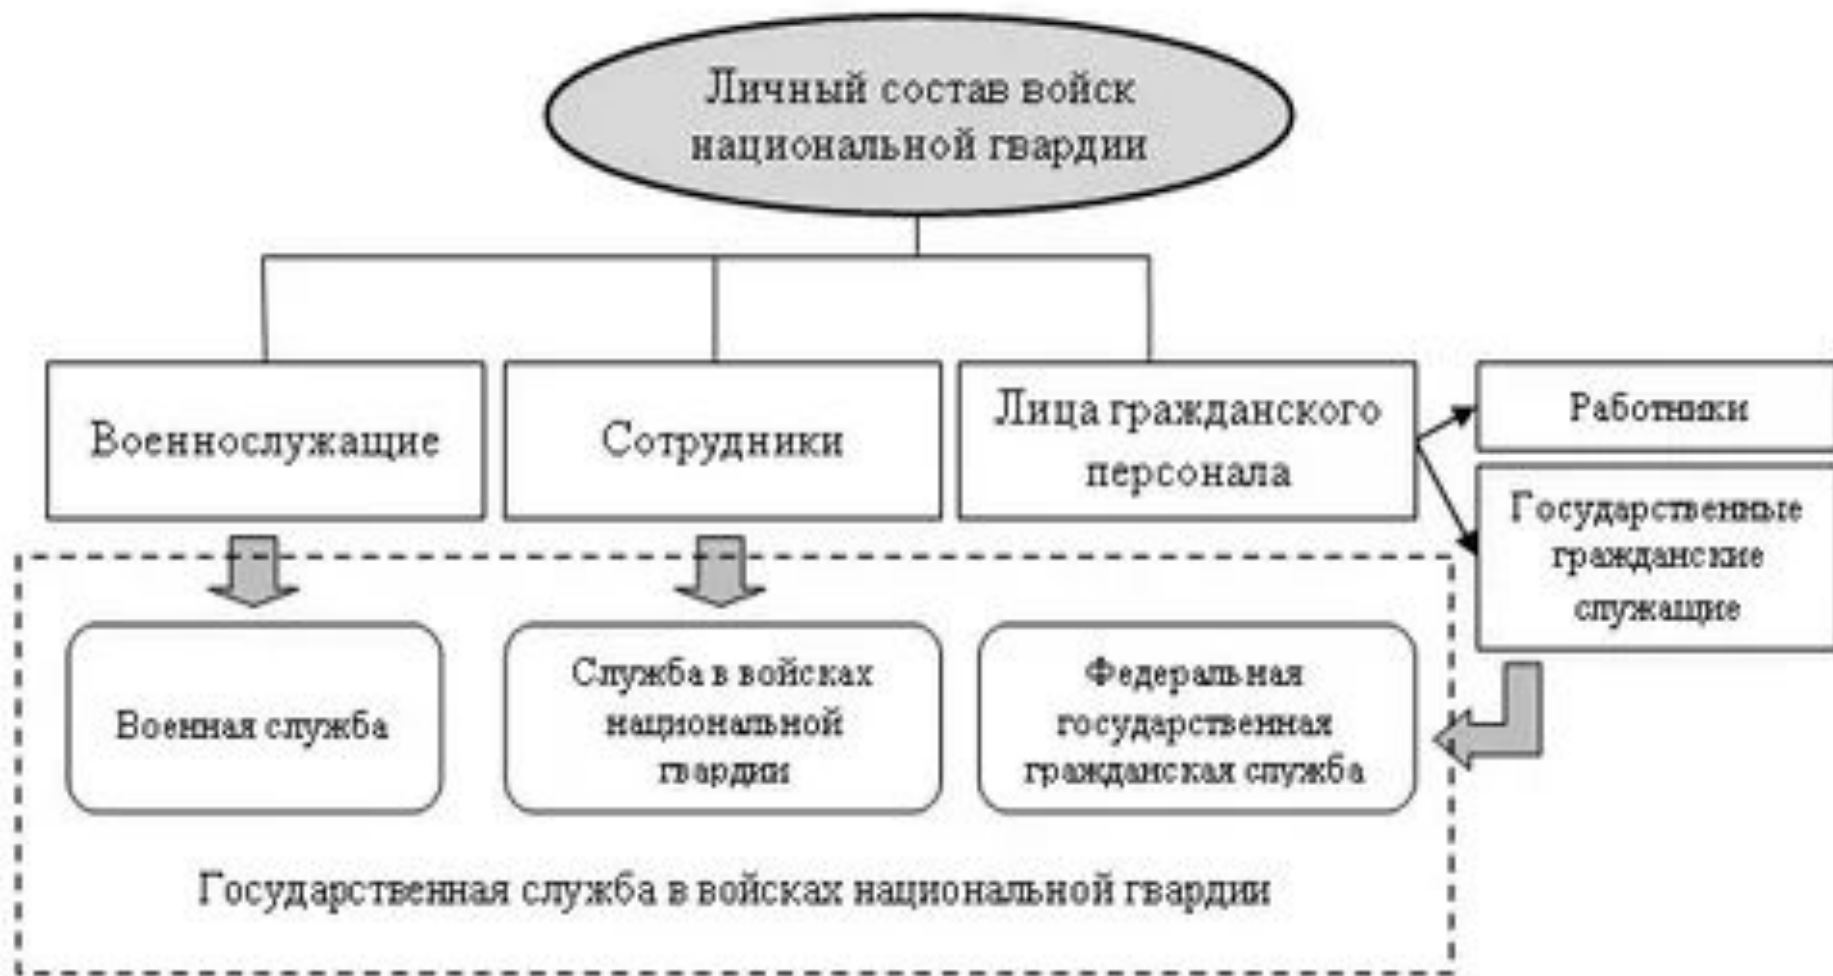 Личный состав войск
национальной гвардии
Военнослужащие
Сотрудники
Лица гражданского
персонала
Работники
Государственные
гражданские
служащие
Военная служба
Служба в войсках
национальной
гвардии
Федеральная
государственная
гражданская служба
Государственная служба в войсках национальной гвардии